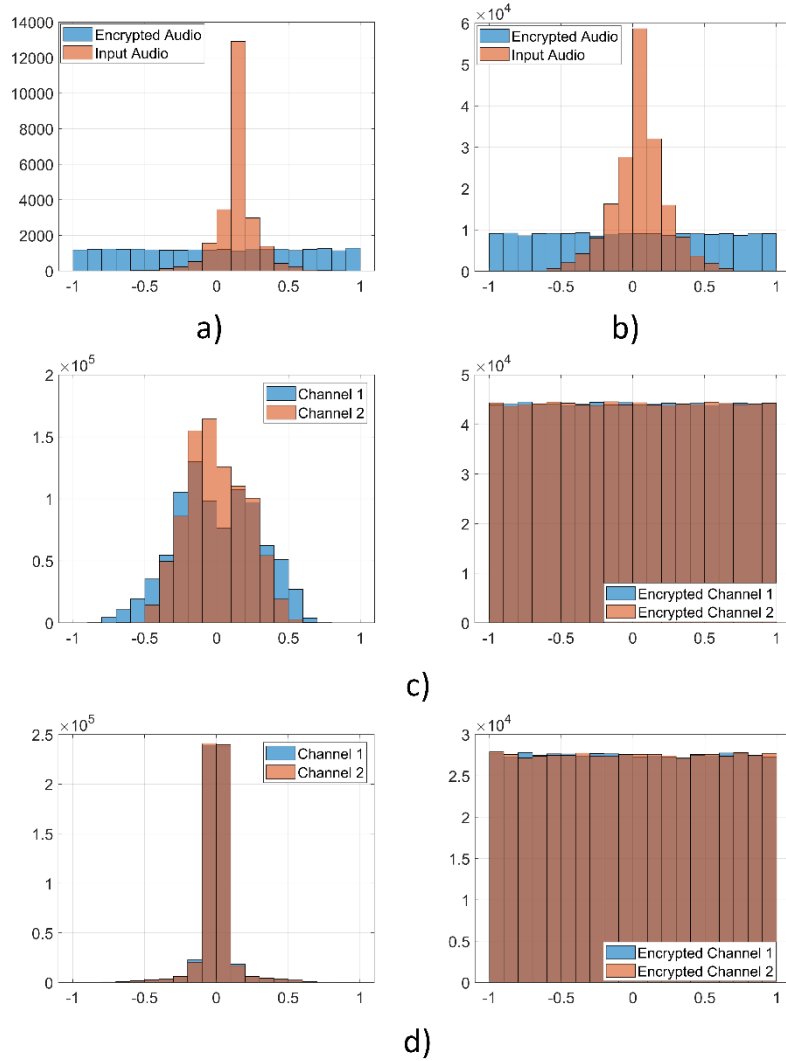 14000
12000
10000
8000
6000
4000
2000
0
-1 -0.5 0 0.5 1
Encrypted Audio
Input Audio
a)
×10⁴
6
5
4
3
2
1
0
-1 -0.5 0 0.5 1
Encrypted Audio
Input Audio
b)
×10⁵
2
1.5
1
0.5
0
-1 -0.5 0 0.5 1
Channel 1
Channel 2
×10⁴
5
4
3
2
1
0
-1 -0.5 0 0.5 1
Encrypted Channel 1
Encrypted Channel 2
c)
×10⁵
2.5
2
1.5
1
0.5
0
-1 -0.5 0 0.5 1
Channel 1
Channel 2
×10⁴
3
2.5
2
1.5
1
0.5
0
-1 -0.5 0 0.5 1
Encrypted Channel 1
Encrypted Channel 2
d)